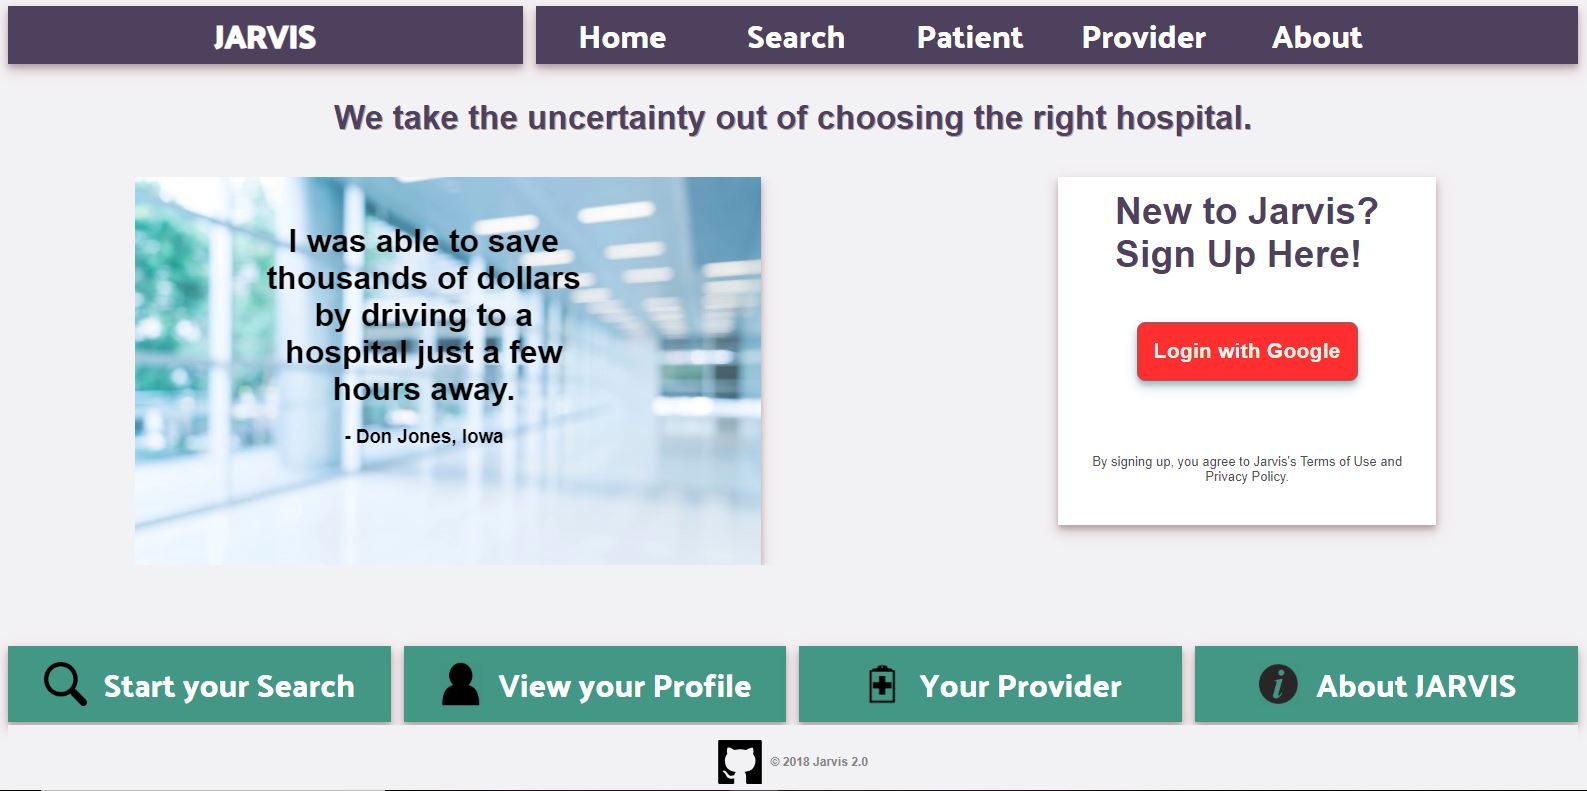 JARVIS
Home Search Patient Provider About
We take the uncertainty out of choosing the right hospital.
I was able to save
thousands of dollars
by driving to a
hospital just a few
hours away.
- Don Jones, Iowa
New to Jarvis?
Sign Up Here!
Login with Google
By signing up, you agree to Jarvis's Terms of Use and
Privacy Policy.
Start your Search
View your Profile
Your Provider
About JARVIS
© 2018 Jarvis 2.0